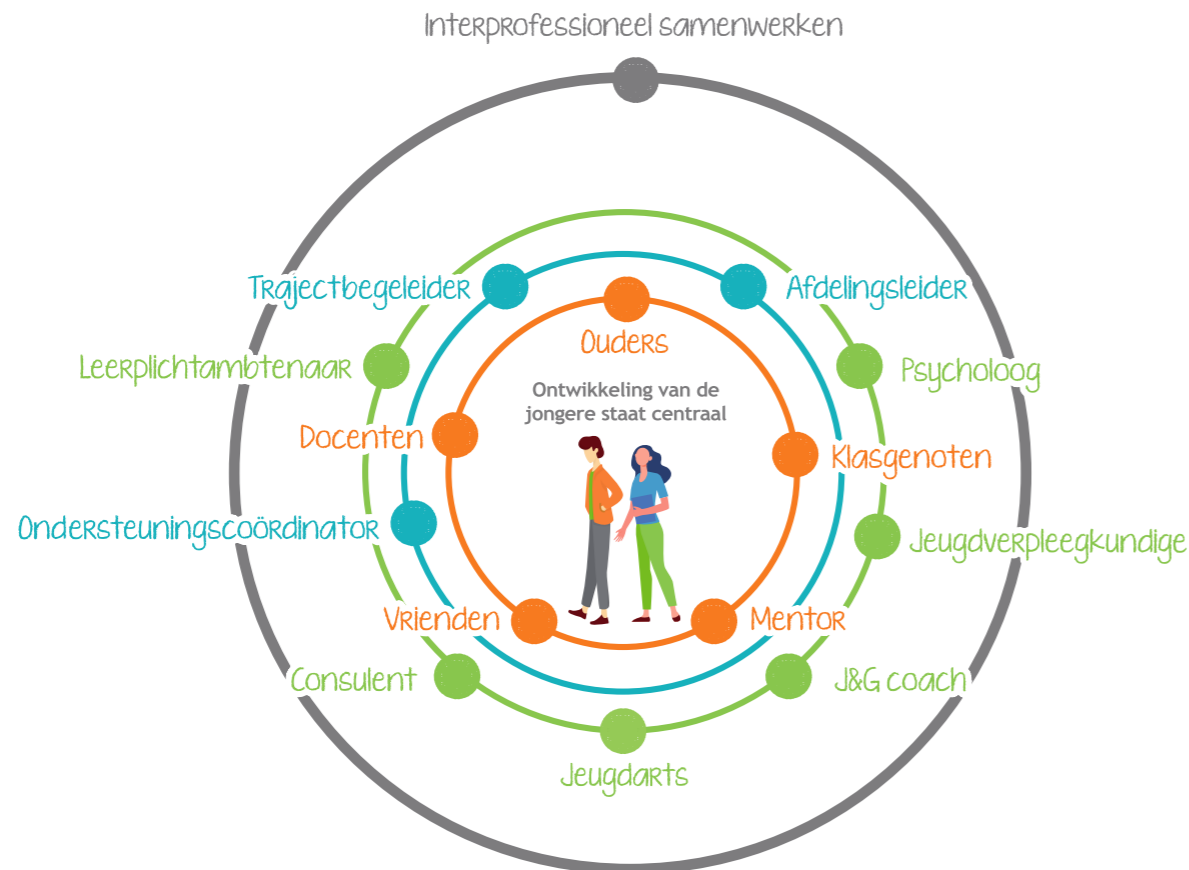 Interprofessioneel samenwerken
Trajectbegeleider
Afdelingsleider
Ouders
Leerplichtambtenaar
Psycholoog
Ontwikkeling van de
jongere staat centraal
Docenten
Klasgenoten
Ondersteuningscoördinator
Jeugdverpleegkundige
Vrienden
Mentor
Consulent
J&G coach
Jeugdarts